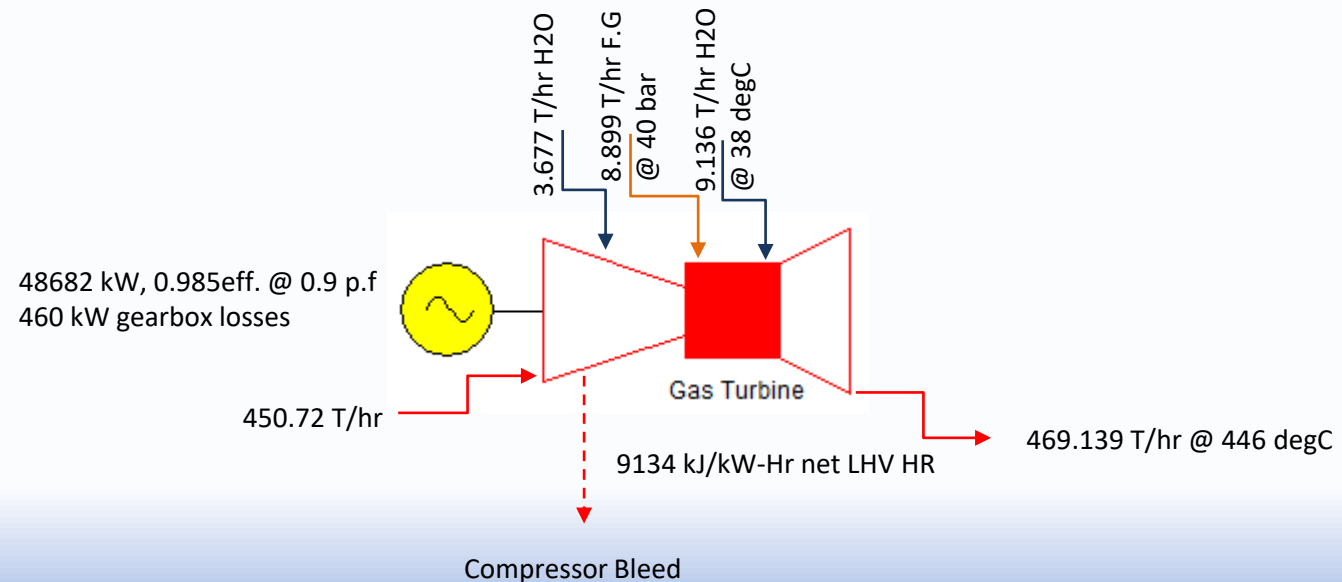 3.677 T/hr H2O
8.899 T/hr F.G
@ 40 bar
9.136 T/hr H2O
@ 38 degC
48682 kW, 0.985eff. @ 0.9 p.f
460 kW gearbox losses
Gas Turbine
450.72 T/hr
469.139 T/hr @ 446 degC
9134 kJ/kW-Hr net LHV HR
Compressor Bleed